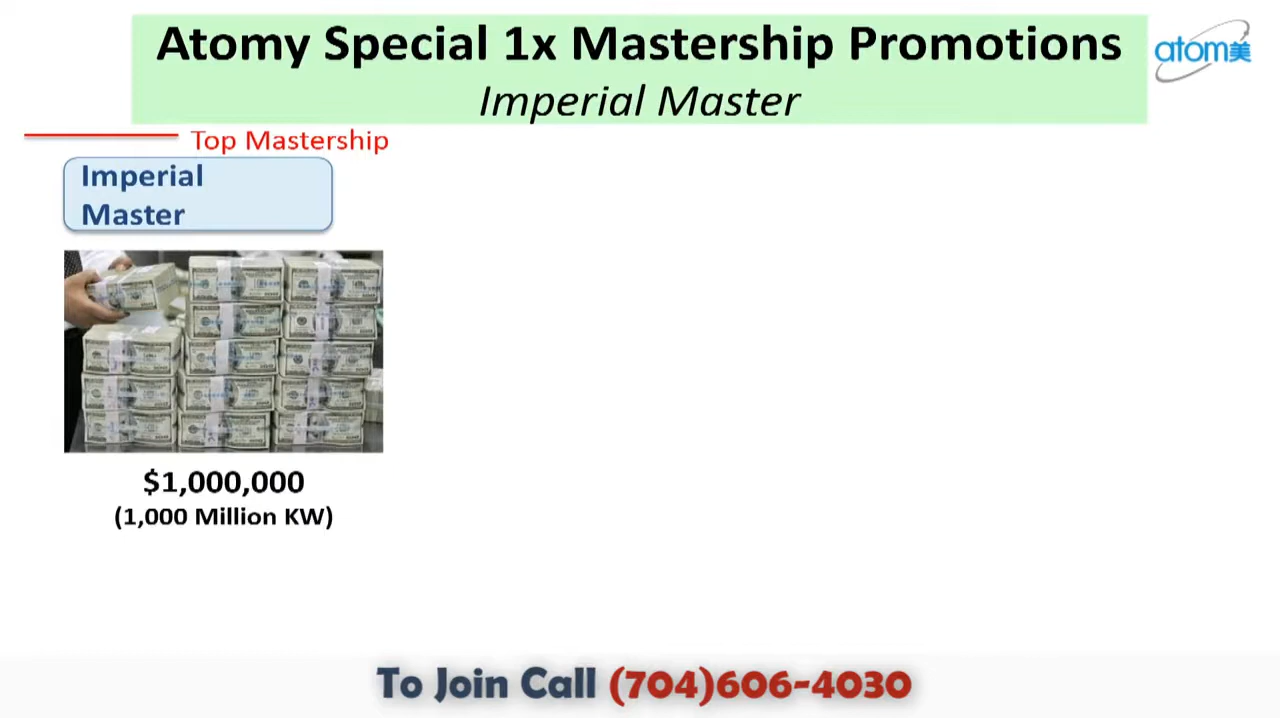 Atomy Special 1x Mastership Promotions
Imperial Master
atom美
Top Mastership
Imperial
Master
$1,000,000
(1,000 Million KW)
To Join Call (704)606-4030